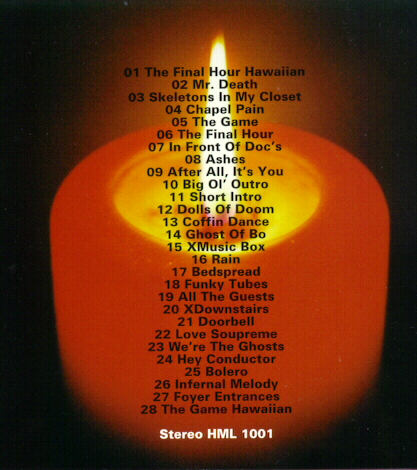 01 The Final Hour Hawaiian
02 Mr. Death
03 Skeletons In My Closet
04 Chapel Pain
05 The Game
06 The Final Hour
07 In Front Of Doc's
08 Ashes
09 After All, It's You
10 Big Ol' Outro
11 Short Intro
12 Dolls Of Doom
13 Coffin Dance
14 Ghost Of Bo
15 XMusic Box
16 Rain
17 Bedspread
18 Funky Tubes
19 All The Guests
20 XDownstairs
21 Doorbell
22 Love Soupreme
23 We're The Ghosts
24 Hey Conductor
25 Bolero
26 Infernal Melody
27 Foyer Entrances
28 The Game Hawaiian
Stereo HML 1001